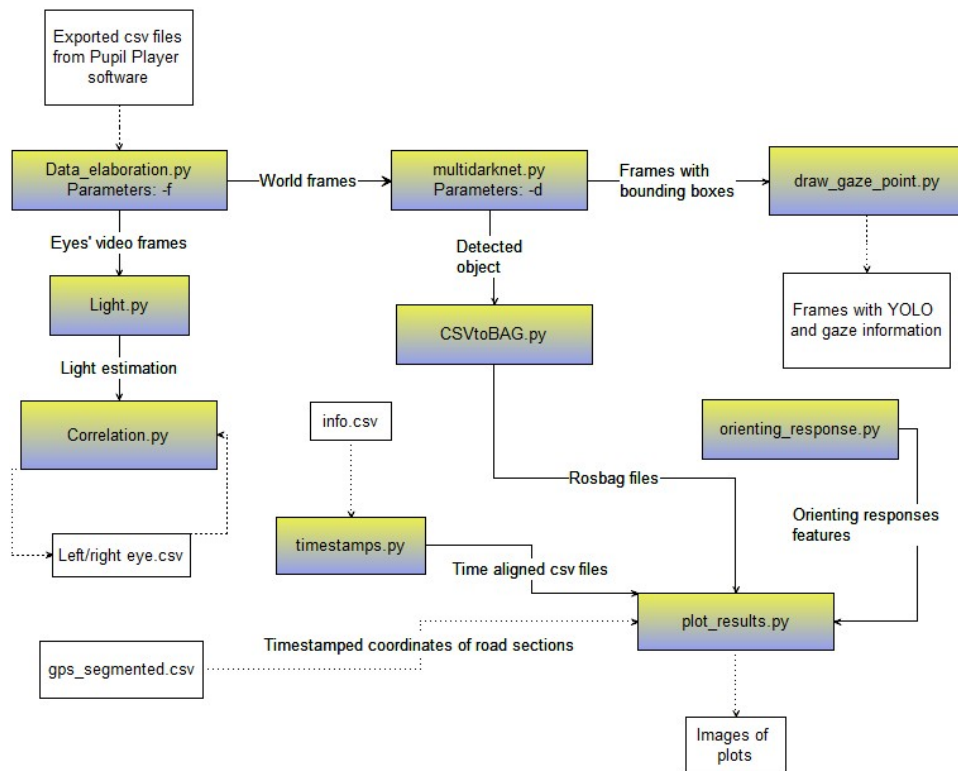 Exported csv files
from Pupil Player
software
Data_elaboration.py
Parameters: -f
World frames
multidarknet.py
Parameters: -d
Frames with
bounding boxes
draw_gaze_point.py
Eyes' video frames
Detected
object
Light.py
CSVtoBAG.py
Frames with YOLO
and gaze information
Light estimation
Correlation.py
info.csv
orienting_response.py
Rosbag files
Orienting responses
features
Left/right eye.csv
timestamps.py
Time aligned csv files
plot_results.py
Timestamped coordinates of road sections
gps_segmented.csv
Images of
plots